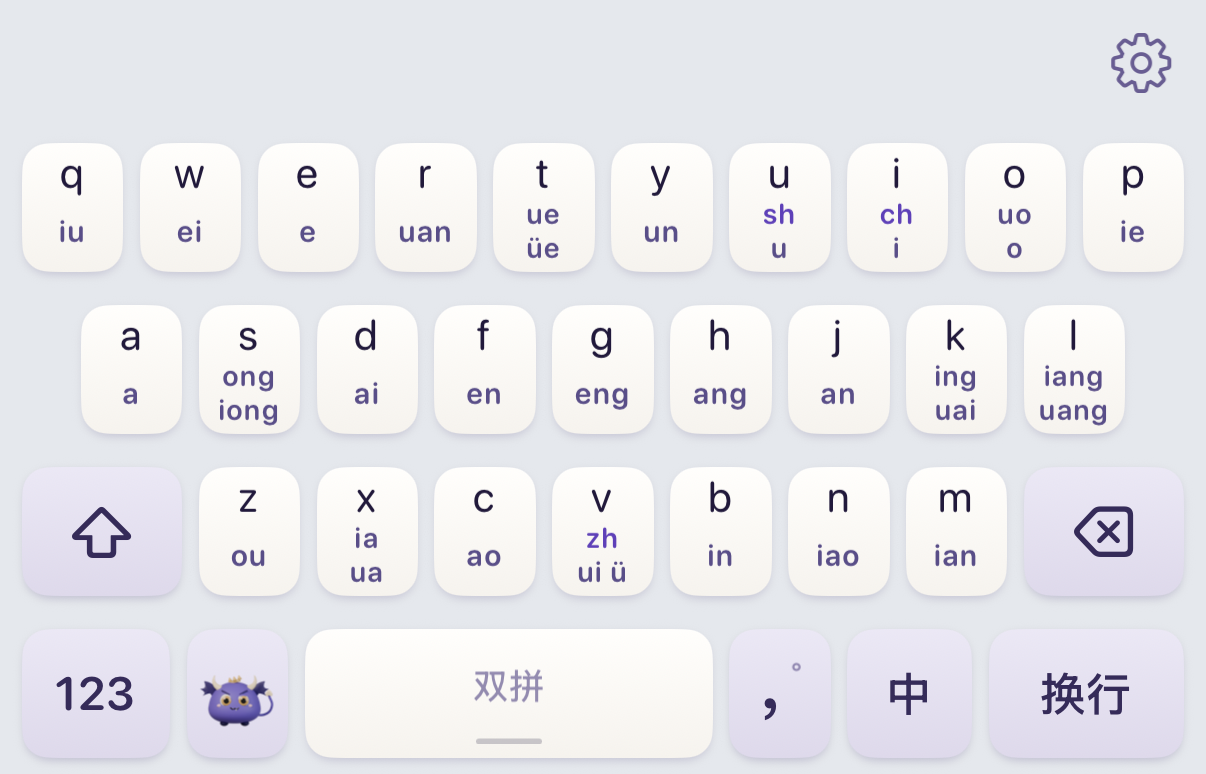 q w e r t y u i o p
iu ei e uan ue üe un sh u ch i uo o ie
a s d f g h j k l
a ong iong ai en eng ang an ing uai iang uang
z x c v b n m
ou ia ua ao zh ui ü in iao ian
123 双拼 ，。 中 换行